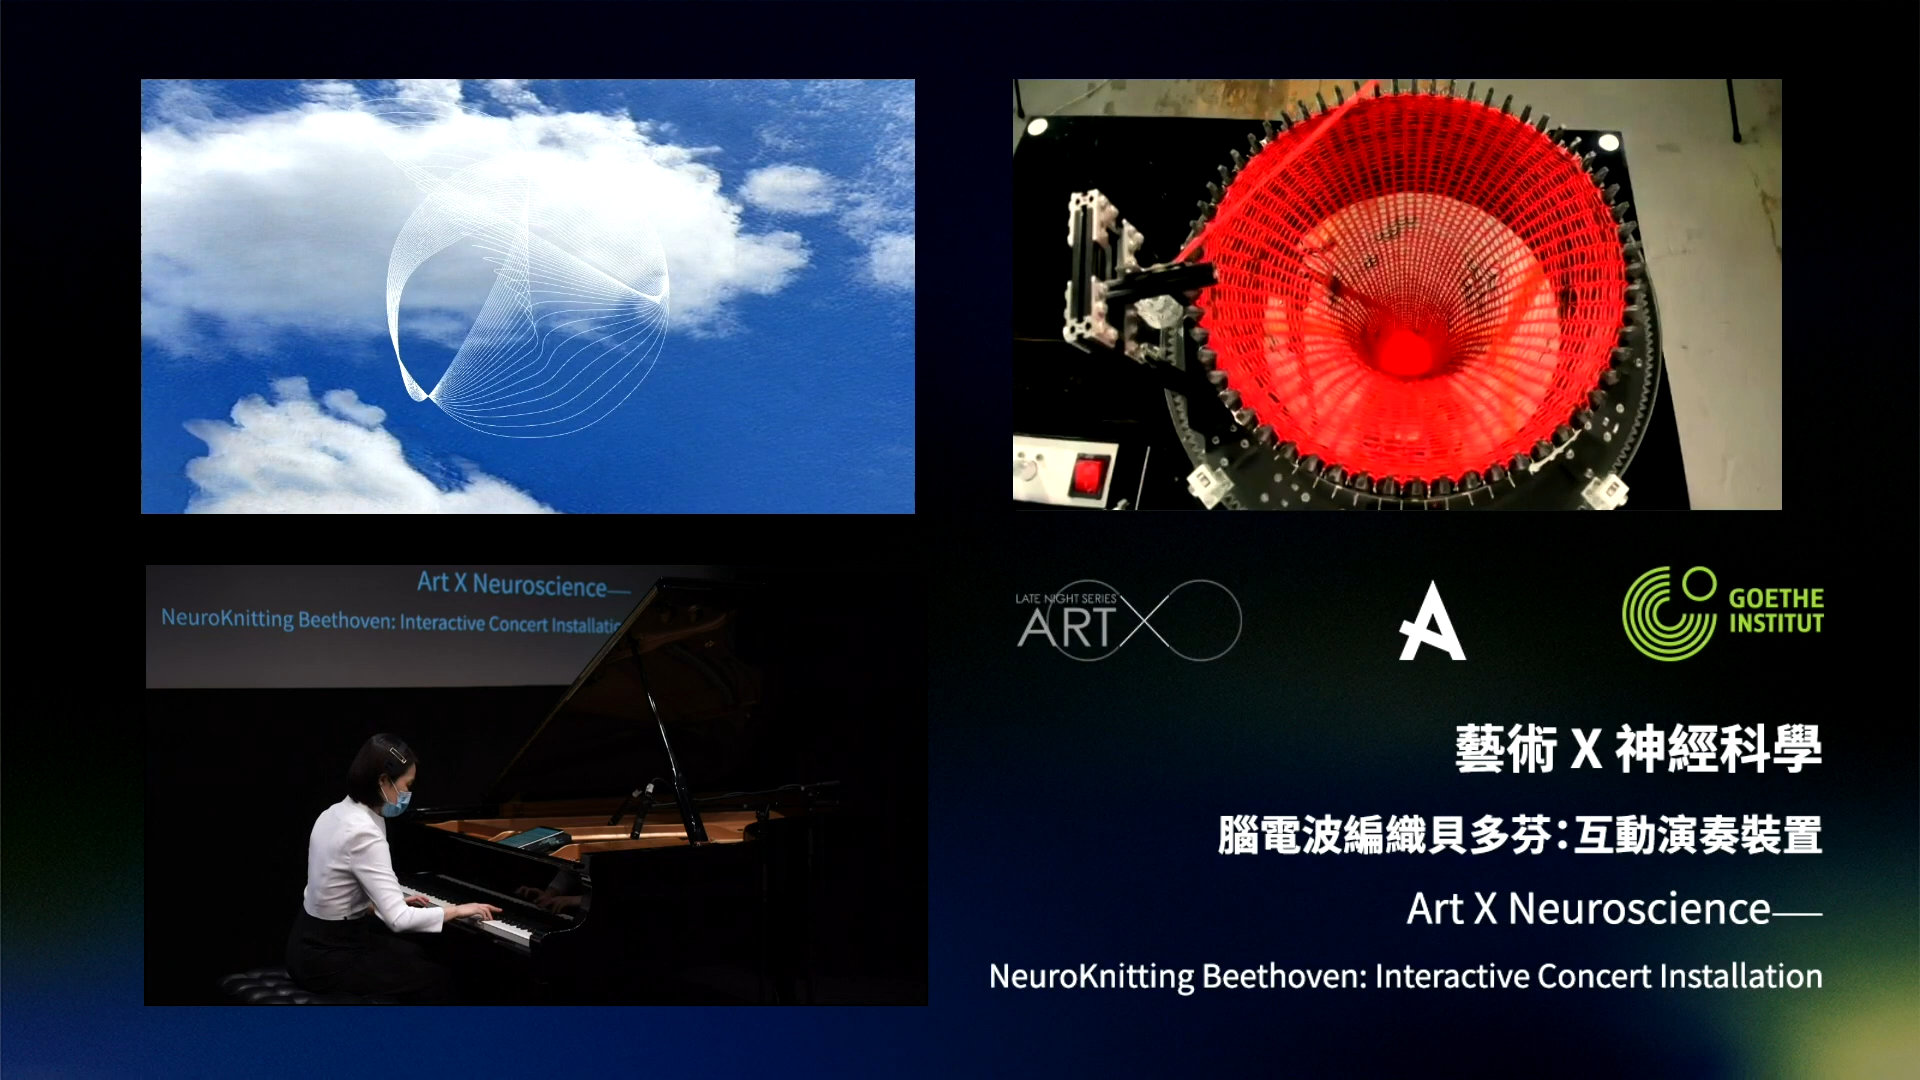 Art X Neuroscience—
NeuroKnitting Beethoven: Interactive Concert Installatio
LATE NIGHT SERIES
ART X
A
GOETHE
INSTITUT
藝術 X 神經科學
腦電波編織貝多芬：互動演奏裝置
Art X Neuroscience—
NeuroKnitting Beethoven: Interactive Concert Installation